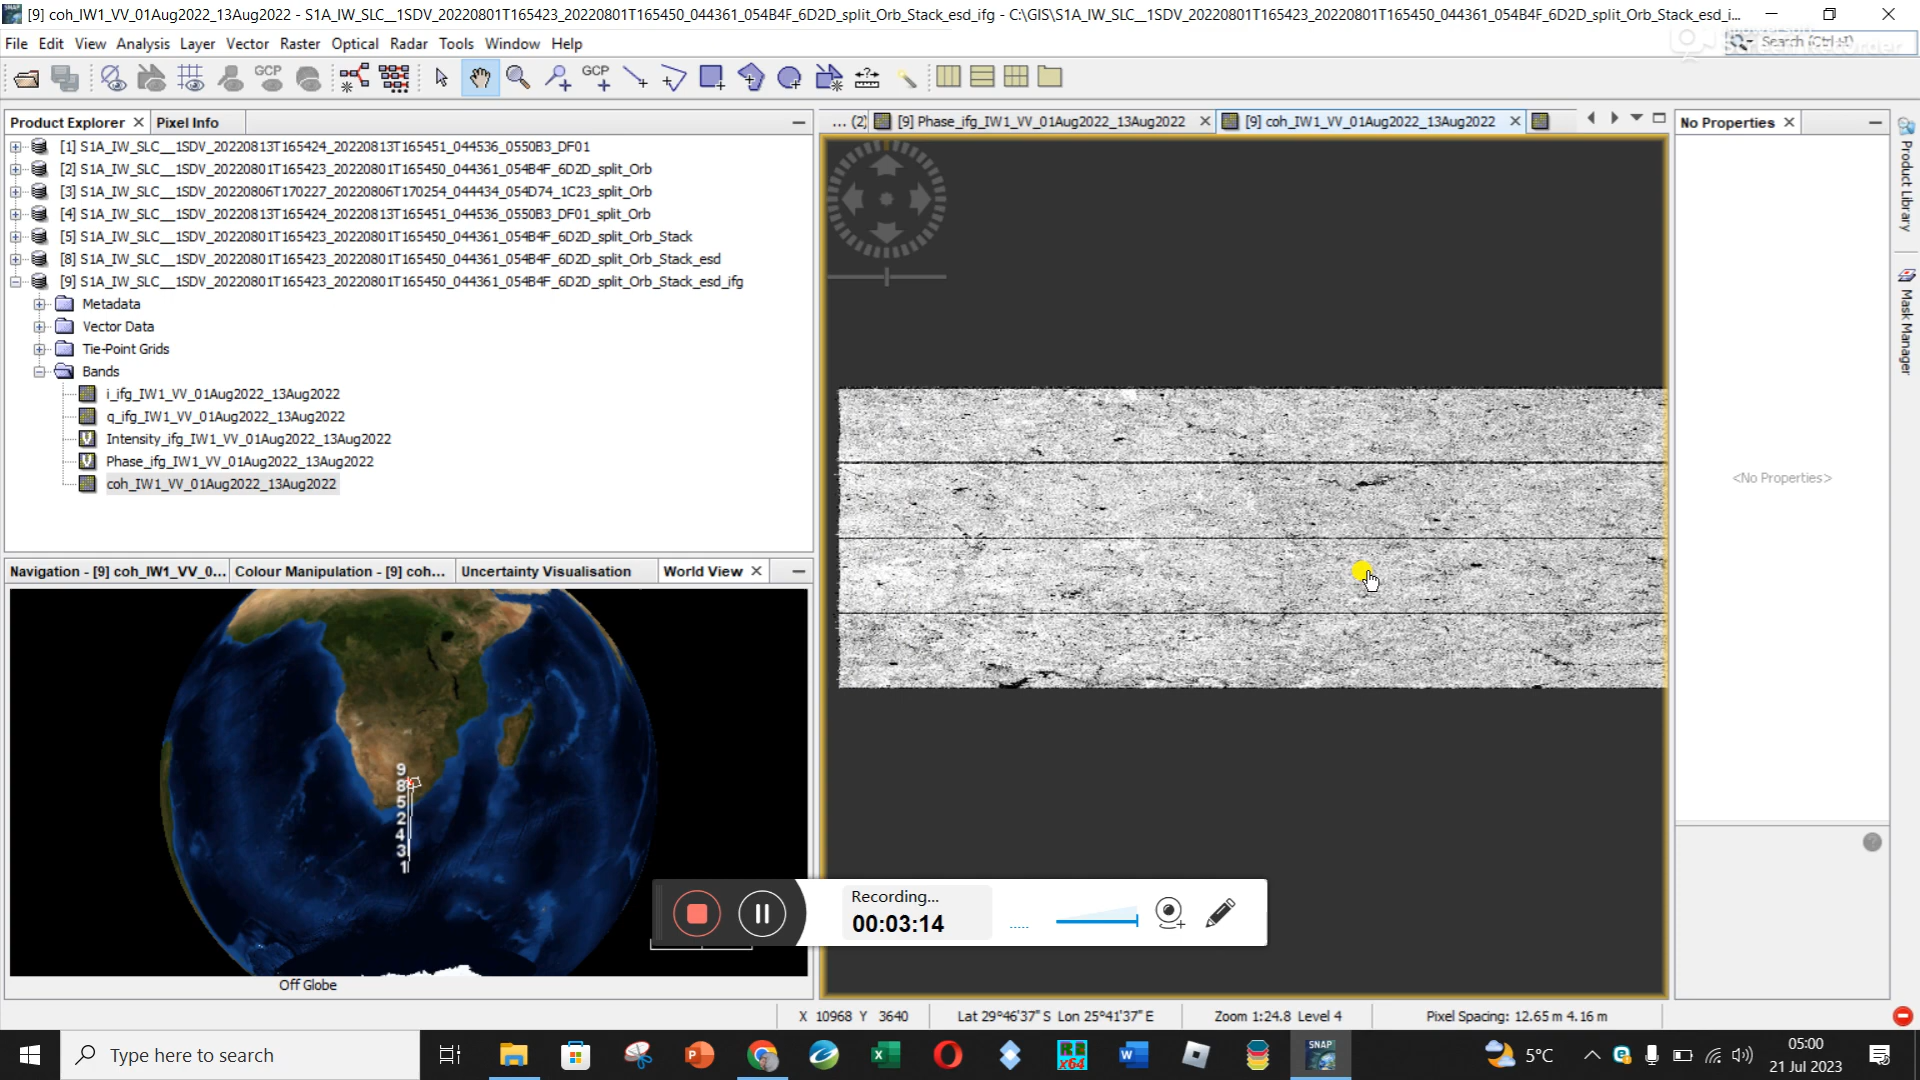 [9] coh_IW1_VV_01Aug2022_13Aug2022 - S1A_IW_SLC__1SDV_20220801T165423_20220801T165450_044361_054B4F_6D2D_split_Orb_Stack_esd_ifg - C:\GIS\S1A_IW_SLC__1SDV_20220801T165423_20220801T165450_044361_054B4F_6D2D_split_Orb_Stack_esd_i...
File Edit View Analysis Layer Vector Raster Optical Radar Tools Window Help
Search (Ctrl+I)
GCP GCP
Product Explorer Pixel Info
... (2) [9] Phase_ifg_IW1_VV_01Aug2022_13Aug2022 [9] coh_IW1_VV_01Aug2022_13Aug2022
No Properties
[1] S1A_IW_SLC__1SDV_20220813T165424_20220813T165451_044536_0550B3_DF01
[2] S1A_IW_SLC__1SDV_20220801T165423_20220801T165450_044361_054B4F_6D2D_split_Orb
[3] S1A_IW_SLC__1SDV_20220806T170227_20220806T170254_044434_054D74_1C23_split_Orb
[4] S1A_IW_SLC__1SDV_20220813T165424_20220813T165451_044536_0550B3_DF01_split_Orb
[5] S1A_IW_SLC__1SDV_20220801T165423_20220801T165450_044361_054B4F_6D2D_split_Orb_Stack
[8] S1A_IW_SLC__1SDV_20220801T165423_20220801T165450_044361_054B4F_6D2D_split_Orb_Stack_esd
[9] S1A_IW_SLC__1SDV_20220801T165423_20220801T165450_044361_054B4F_6D2D_split_Orb_Stack_esd_ifg
Metadata
Vector Data
Tie-Point Grids
Bands
i_ifg_IW1_VV_01Aug2022_13Aug2022
q_ifg_IW1_VV_01Aug2022_13Aug2022
Intensity_ifg_IW1_VV_01Aug2022_13Aug2022
Phase_ifg_IW1_VV_01Aug2022_13Aug2022
coh_IW1_VV_01Aug2022_13Aug2022
<No Properties>
Product Library
Mask Manager
Navigation - [9] coh_IW1_VV_0... Colour Manipulation - [9] coh... Uncertainty Visualisation World View
9
8
5
2
4
3
1
Off Globe
Recording...
00:03:14
X 10968 Y 3640 Lat 29°46'37" S Lon 25°41'37" E Zoom 1:24.8 Level 4 Pixel Spacing: 12.65 m 4.16 m
Type here to search
SNAP
5°C
05:00
21 Jul 2023